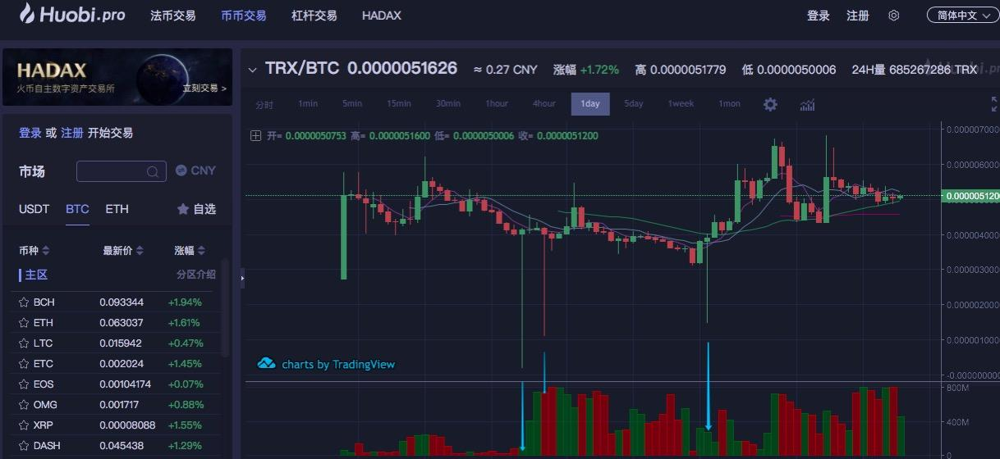 Huobi.pro 法币交易 币币交易 杠杆交易 HADAX 登录 注册 简体中文
HADAX
火币自主数字资产交易所 立刻交易 >
TRX/BTC 0.0000051626 ≈ 0.27 CNY 涨幅 +1.72% 高 0.0000051779 低 0.0000050006 24H量 685267286 TRX
分时 1min 5min 15min 30min 1hour 4hour 1day 5day 1week 1mon
登录 或 注册 开始交易
开= 0.0000050753 高= 0.0000051600 低= 0.0000050006 收= 0.0000051200
市场 CNY
USDT BTC ETH 自选
币种 最新价 涨幅
主区 分区介绍
BCH 0.093344 +1.94%
ETH 0.063037 +1.61%
LTC 0.015942 +0.47%
ETC 0.002024 +1.45%
EOS 0.00104174 +0.07%
OMG 0.001717 +0.88%
XRP 0.00008088 +1.55%
DASH 0.045438 +1.29%
0.000007000
0.000006000
0.000005120
0.000004000
0.000003000
0.000002000
0.000001000
-0.000000000
charts by TradingView
800M
400M
0